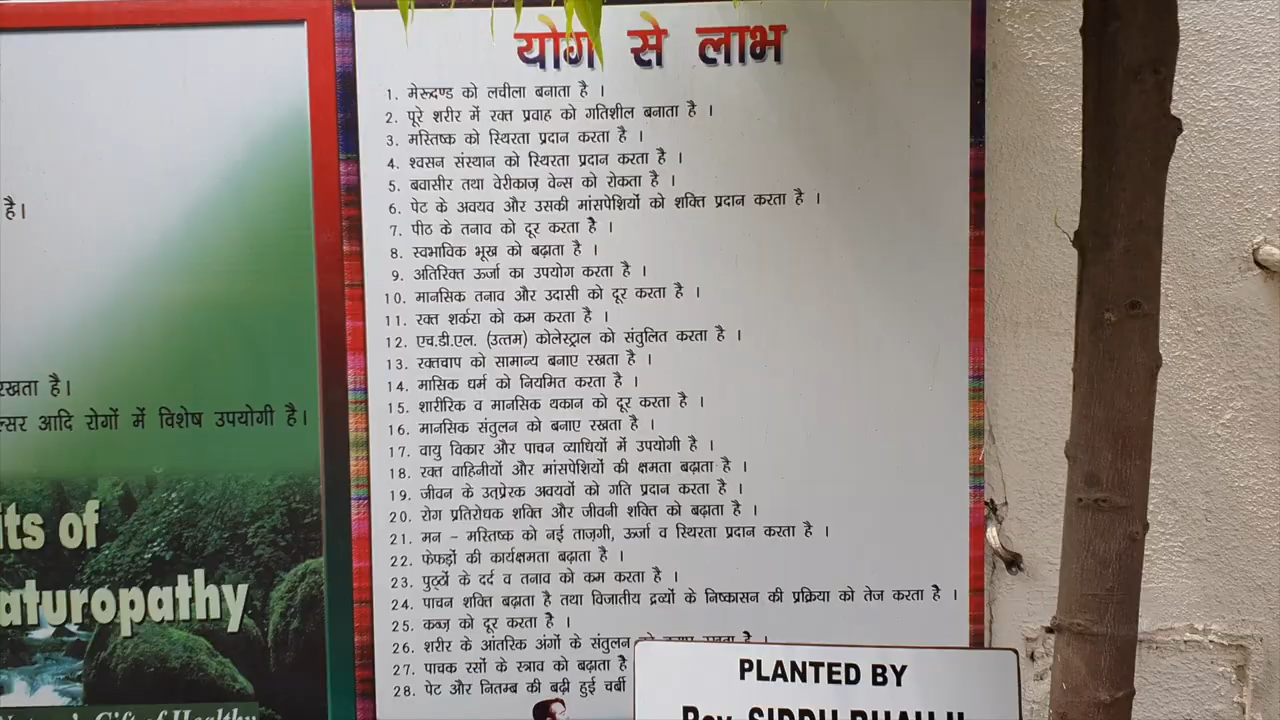 है।
रखता है।
आदि रोगों में विशेष उपयोगी है।
its of
aturopathy
Gift of Healthy
योग से लाभ
1. मेरूदण्ड को लचीला बनाता है ।
2. पूरे शरीर में रक्त प्रवाह को गतिशील बनाता है ।
3. मस्तिष्क को स्थिरता प्रदान करता है ।
4. श्वसन संस्थान को स्थिरता प्रदान करता है ।
5. बवासीर तथा वेरीकाज़ वेन्स को रोकता है ।
6. पेट के अवयव और उसकी मांसपेशियों को शक्ति प्रदान करता है ।
7. पीठ के तनाव को दूर करता है ।
8. स्वभाविक भूख को बढ़ाता है ।
9. अतिरिक्त ऊर्जा का उपयोग करता है ।
10. मानसिक तनाव और उदासी को दूर करता है ।
11. रक्त शर्करा को कम करता है ।
12. एच.डी.एल. (उत्तम) कोलेस्ट्राल को संतुलित करता है ।
13. रक्तचाप को सामान्य बनाए रखता है ।
14. मासिक धर्म को नियमित करता है ।
15. शारीरिक व मानसिक थकान को दूर करता है ।
16. मानसिक संतुलन को बनाए रखता है ।
17. वायु विकार और पाचन व्याधियों में उपयोगी है ।
18. रक्त वाहिनीयों और मांसपेशियों की क्षमता बढ़ाता है ।
19. जीवन के उत्प्रेरक अवयवों को गति प्रदान करता है ।
20. रोग प्रतिरोधक शक्ति और जीवनी शक्ति को बढ़ाता है ।
21. मन - मस्तिष्क को नई ताज़गी, ऊर्जा व स्थिरता प्रदान करता है ।
22. फेफड़ों की कार्यक्षमता बढ़ाता है ।
23. पुट्ठों के दर्द व तनाव को कम करता है ।
24. पाचन शक्ति बढ़ाता है तथा विजातीय द्रव्यों के निष्कासन की प्रक्रिया को तेज करता है ।
25. कब्ज़ को दूर करता है ।
26. शरीर के आंतरिक अंगों के संतुलन
27. पाचक रसों के स्त्राव को बढ़ाता है
28. पेट और नितम्ब की बढ़ी हुई चर्बी
PLANTED BY